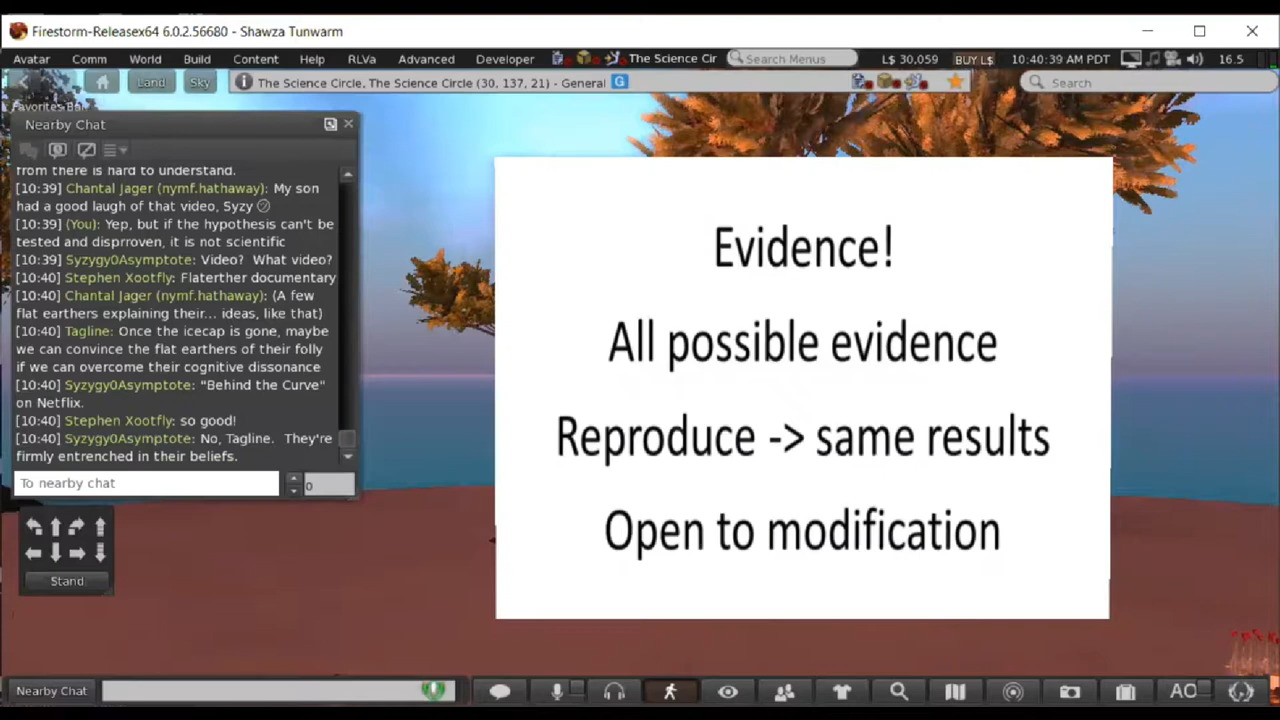 Firestorm-Releasex64 6.0.2.56680 - Shawza Tunwarm
Avatar Comm World Build Content Help RLVa Advanced Developer The Science Cir Search Menus L$ 30,059 BUY L$ 10:40:39 AM PDT 16.5
Land Sky The Science Circle, The Science Circle (30, 137, 21) - General G Search
Favorites Bar
Nearby Chat
from there is hard to understand.
[10:39] Chantal Jager (nymf.hathaway): My son
had a good laugh of that video, Syzy
[10:39] (You): Yep, but if the hypothesis can't be
tested and disproven, it is not scientific
[10:39] Syzygy0Asymptote: Video? What video?
[10:40] Stephen Xootfly: Flaterther documentary
[10:40] Chantal Jager (nymf.hathaway): (A few
flat earthers explaining their... ideas, like that)
[10:40] Tagline: Once the icecap is gone, maybe
we can convince the flat earthers of their folly
if we can overcome their cognitive dissonance
[10:40] Syzygy0Asymptote: "Behind the Curve"
on Netflix.
[10:40] Stephen Xootfly: so good!
[10:40] Syzygy0Asymptote: No, Tagline. They're
firmly entrenched in their beliefs.
To nearby chat 0
Stand
Evidence!
All possible evidence
Reproduce -> same results
Open to modification
Nearby Chat AO